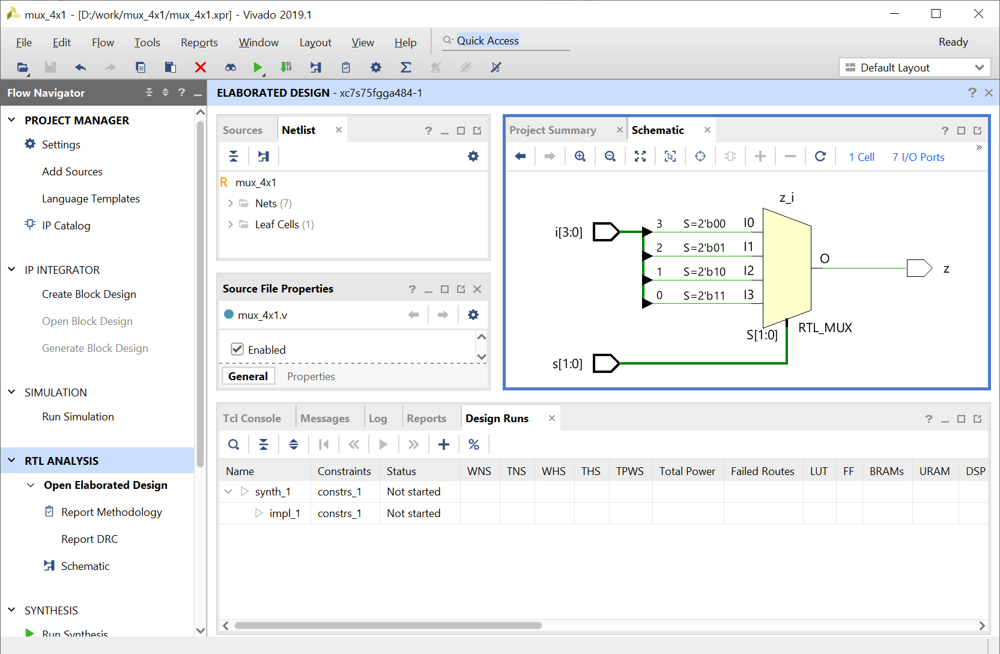 mux_4x1 - [D:/work/mux_4x1/mux_4x1.xpr] - Vivado 2019.1
File Edit Flow Tools Reports Window Layout View Help Quick Access Ready
Default Layout
Flow Navigator
PROJECT MANAGER
Settings
Add Sources
Language Templates
IP Catalog
IP INTEGRATOR
Create Block Design
Open Block Design
Generate Block Design
SIMULATION
Run Simulation
RTL ANALYSIS
Open Elaborated Design
Report Methodology
Report DRC
Schematic
SYNTHESIS
Run Synthesis
ELABORATED DESIGN - xc7s75fgga484-1
Sources Netlist
R mux_4x1
Nets (7)
Leaf Cells (1)
Source File Properties
mux_4x1.v
Enabled
General Properties
Project Summary Schematic
1 Cell 7 I/O Ports
z_i
i[3:0] 3 S=2'b00 I0
2 S=2'b01 I1
1 S=2'b10 I2
0 S=2'b11 I3
O z
S[1:0] RTL_MUX
s[1:0]
Tcl Console Messages Log Reports Design Runs
Name Constraints Status WNS TNS WHS THS TPWS Total Power Failed Routes LUT FF BRAMs URAM DSP
synth_1 constrs_1 Not started
impl_1 constrs_1 Not started